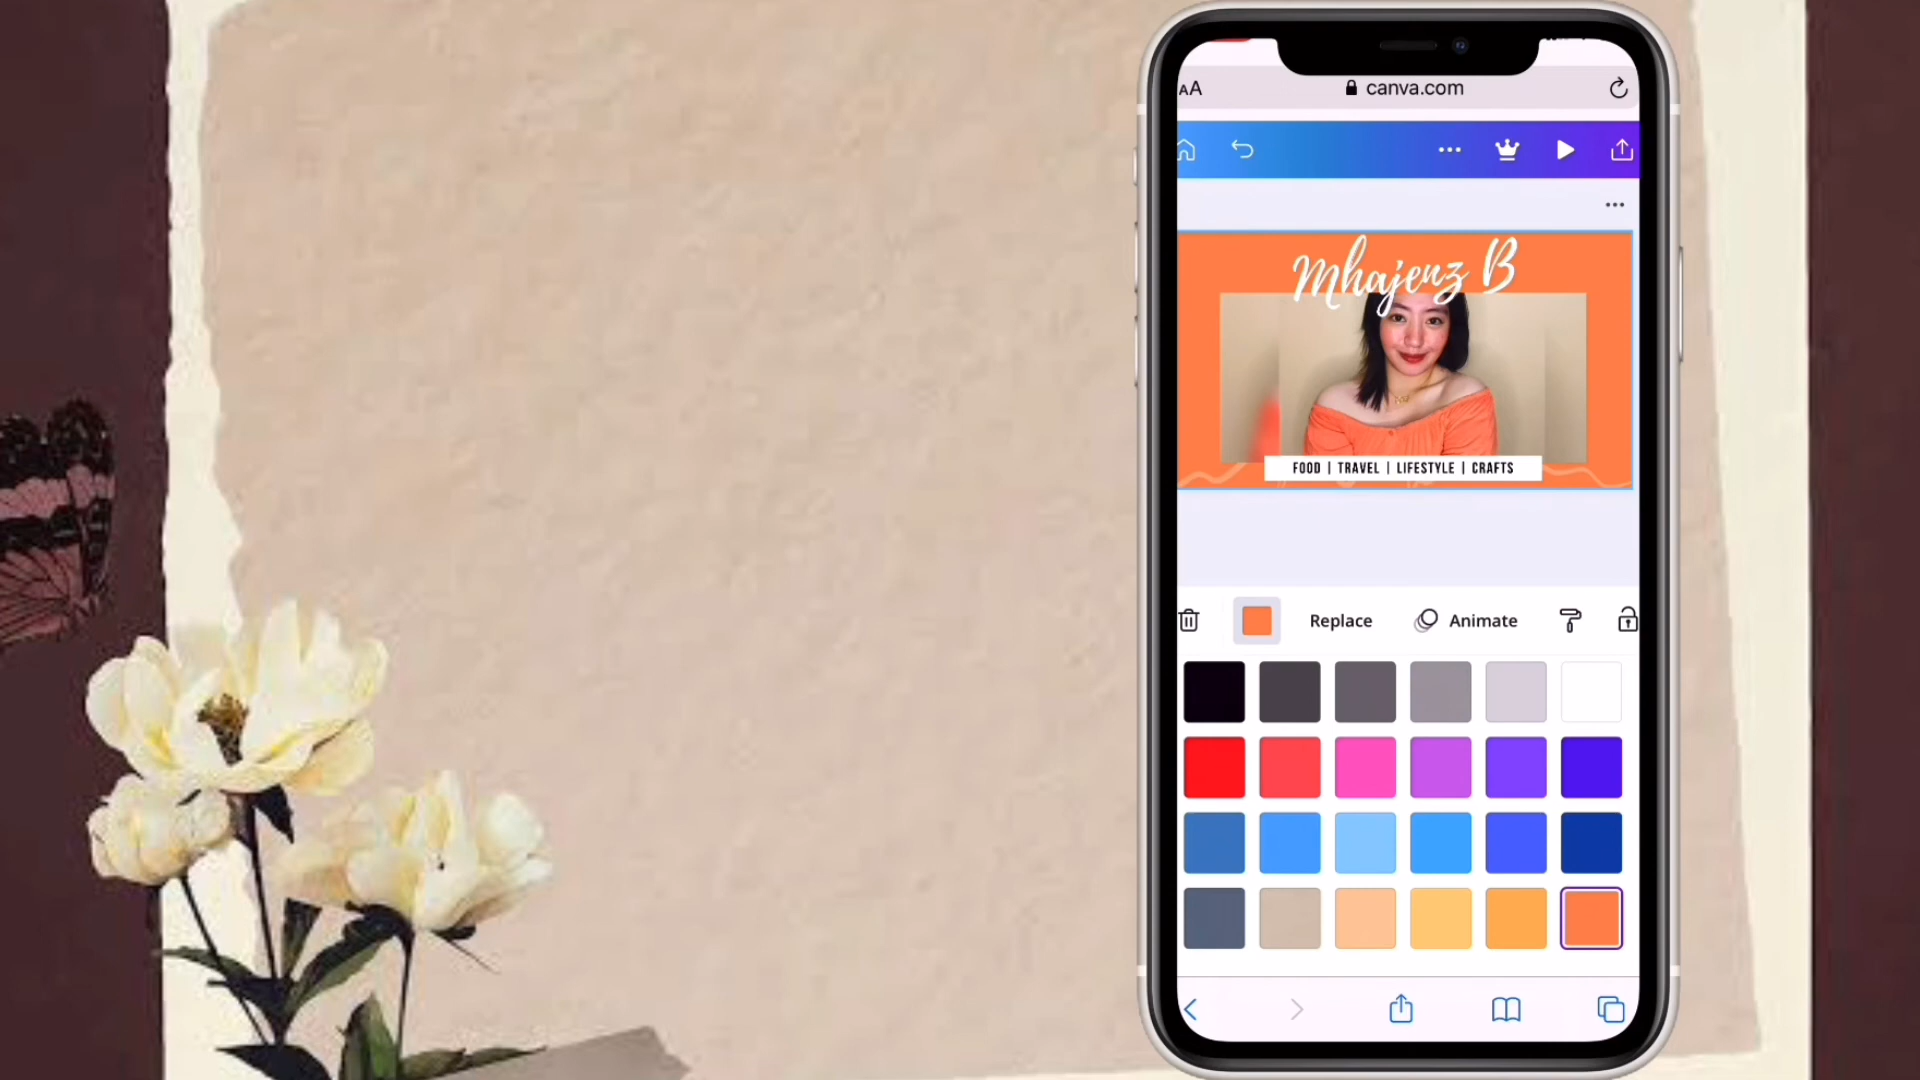 AA
canva.com
Mhajenz B
FOOD | TRAVEL | LIFESTYLE | CRAFTS
Replace
Animate